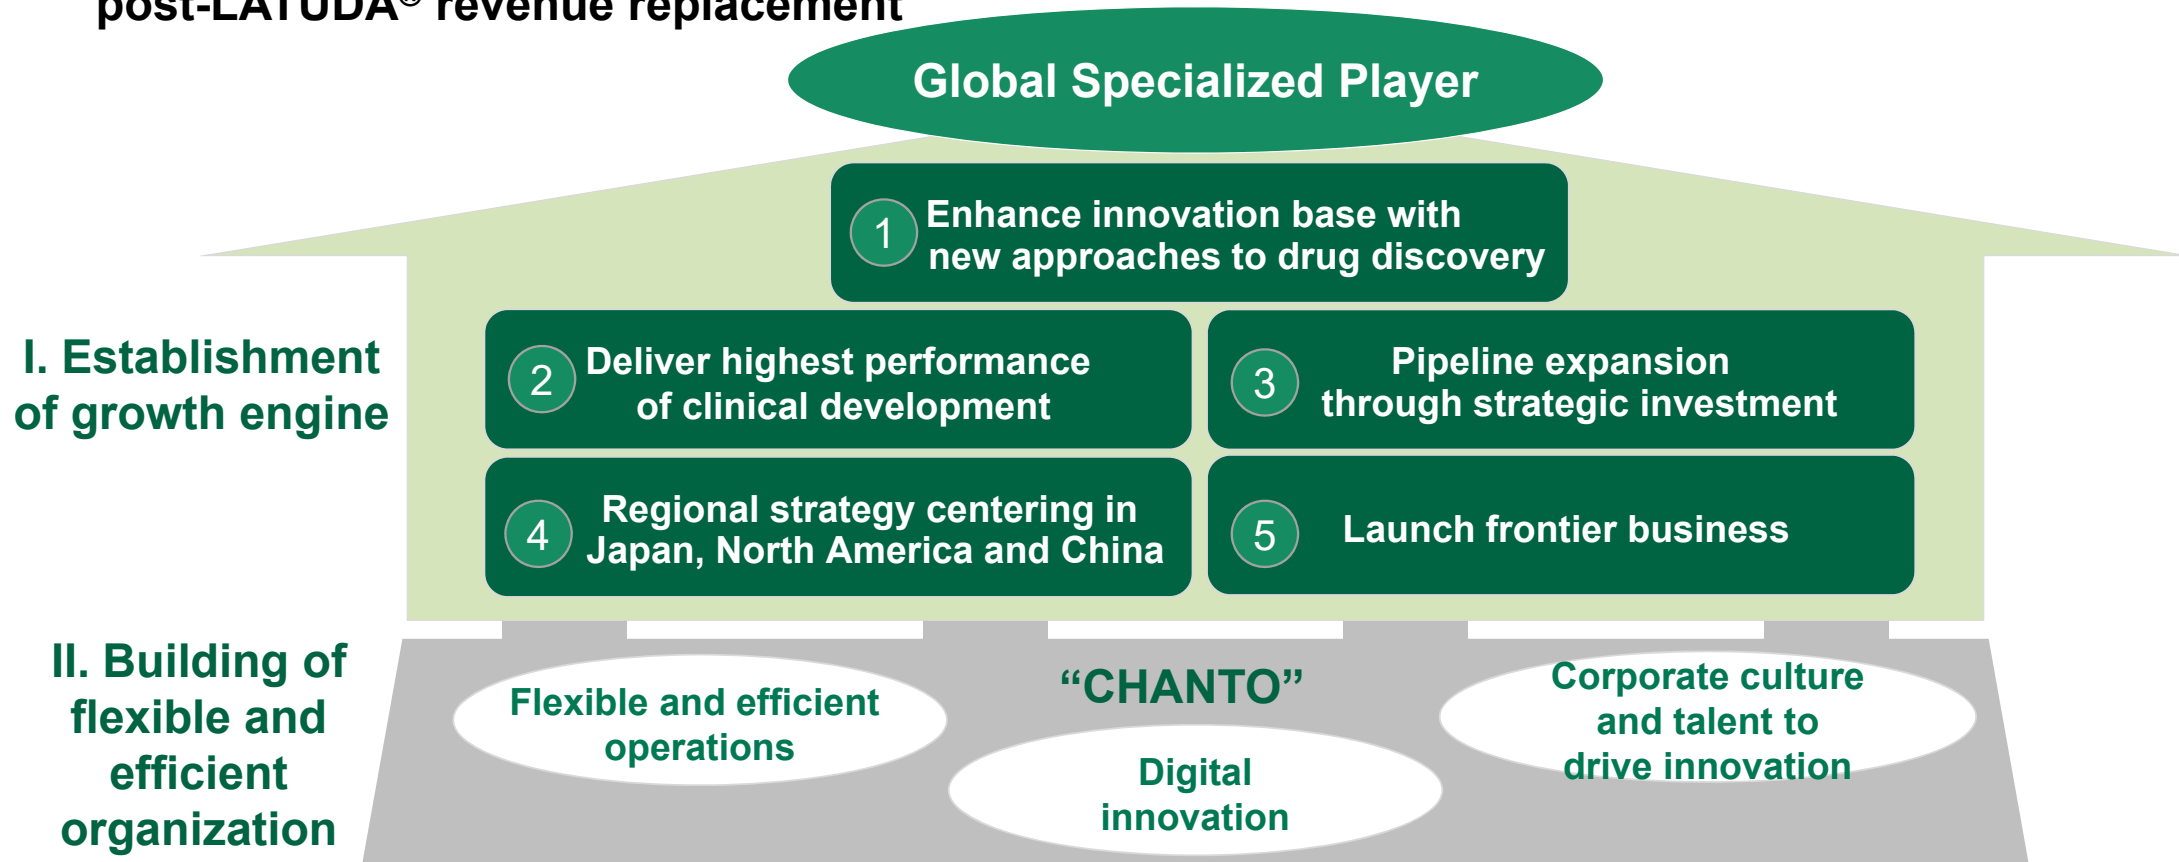 post-LATUDA® revenue replacement
Global Specialized Player
1
Enhance innovation base with
new approaches to drug discovery
I. Establishment
of growth engine
2
Deliver highest performance
of clinical development
3
Pipeline expansion
through strategic investment
4
Regional strategy centering in
Japan, North America and China
5
Launch frontier business
II. Building of
flexible and
efficient
organization
Flexible and efficient
operations
“CHANTO”
Digital
innovation
Corporate culture
and talent to
drive innovation